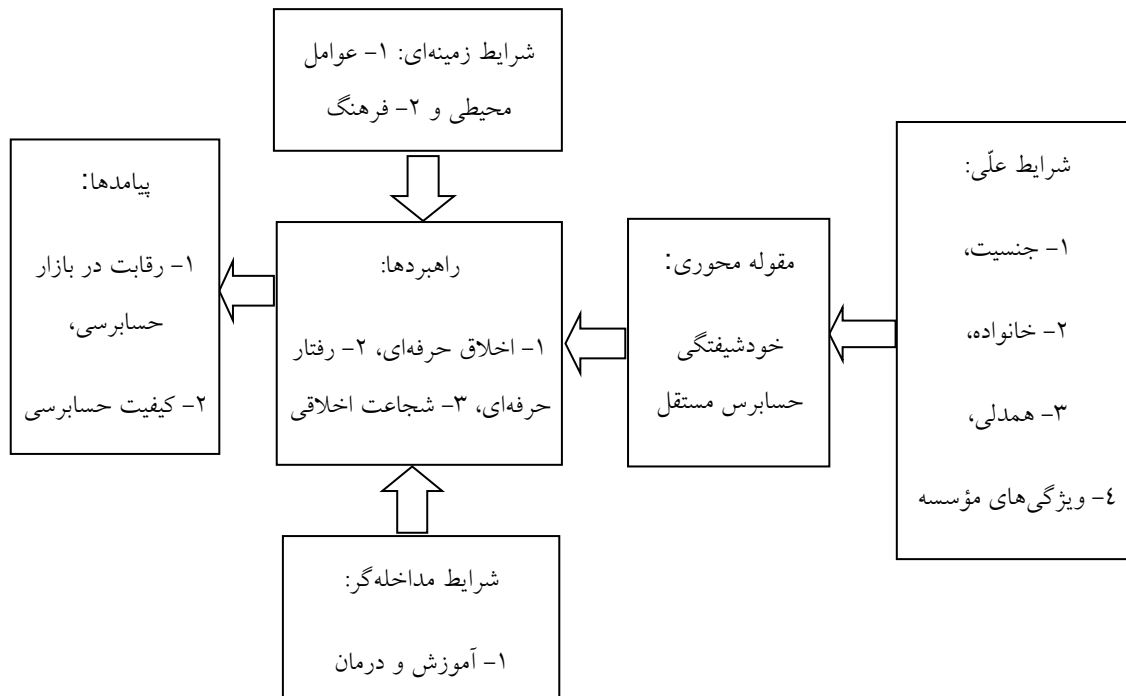 شرایط زمینه‌ای: ۱- عوامل
محیطی و ۲- فرهنگ
شرایط علّی:
۱- جنسیت،
۲- خانواده،
۳- همدلی،
٤- ویژگی‌های مؤسسه
مقوله محوری:
خودشیفتگی
حسابرس مستقل
راهبردها:
۱- اخلاق حرفه‌ای، ۲- رفتار
حرفه‌ای، ۳- شجاعت اخلاقی
پیامدها:
۱- رقابت در بازار
حسابرسی،
۲- کیفیت حسابرسی
شرایط مداخله‌گر:
۱- آموزش و درمان